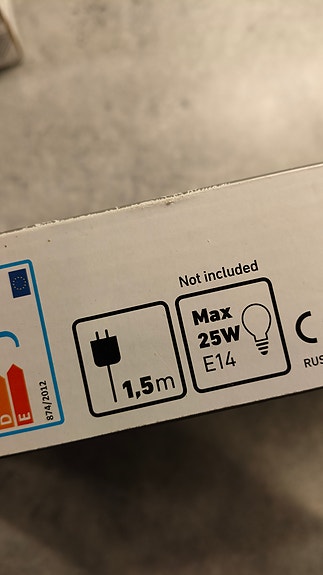 Not included
Max
25W
E14
1,5m
D
E
874/2012
C
RUS